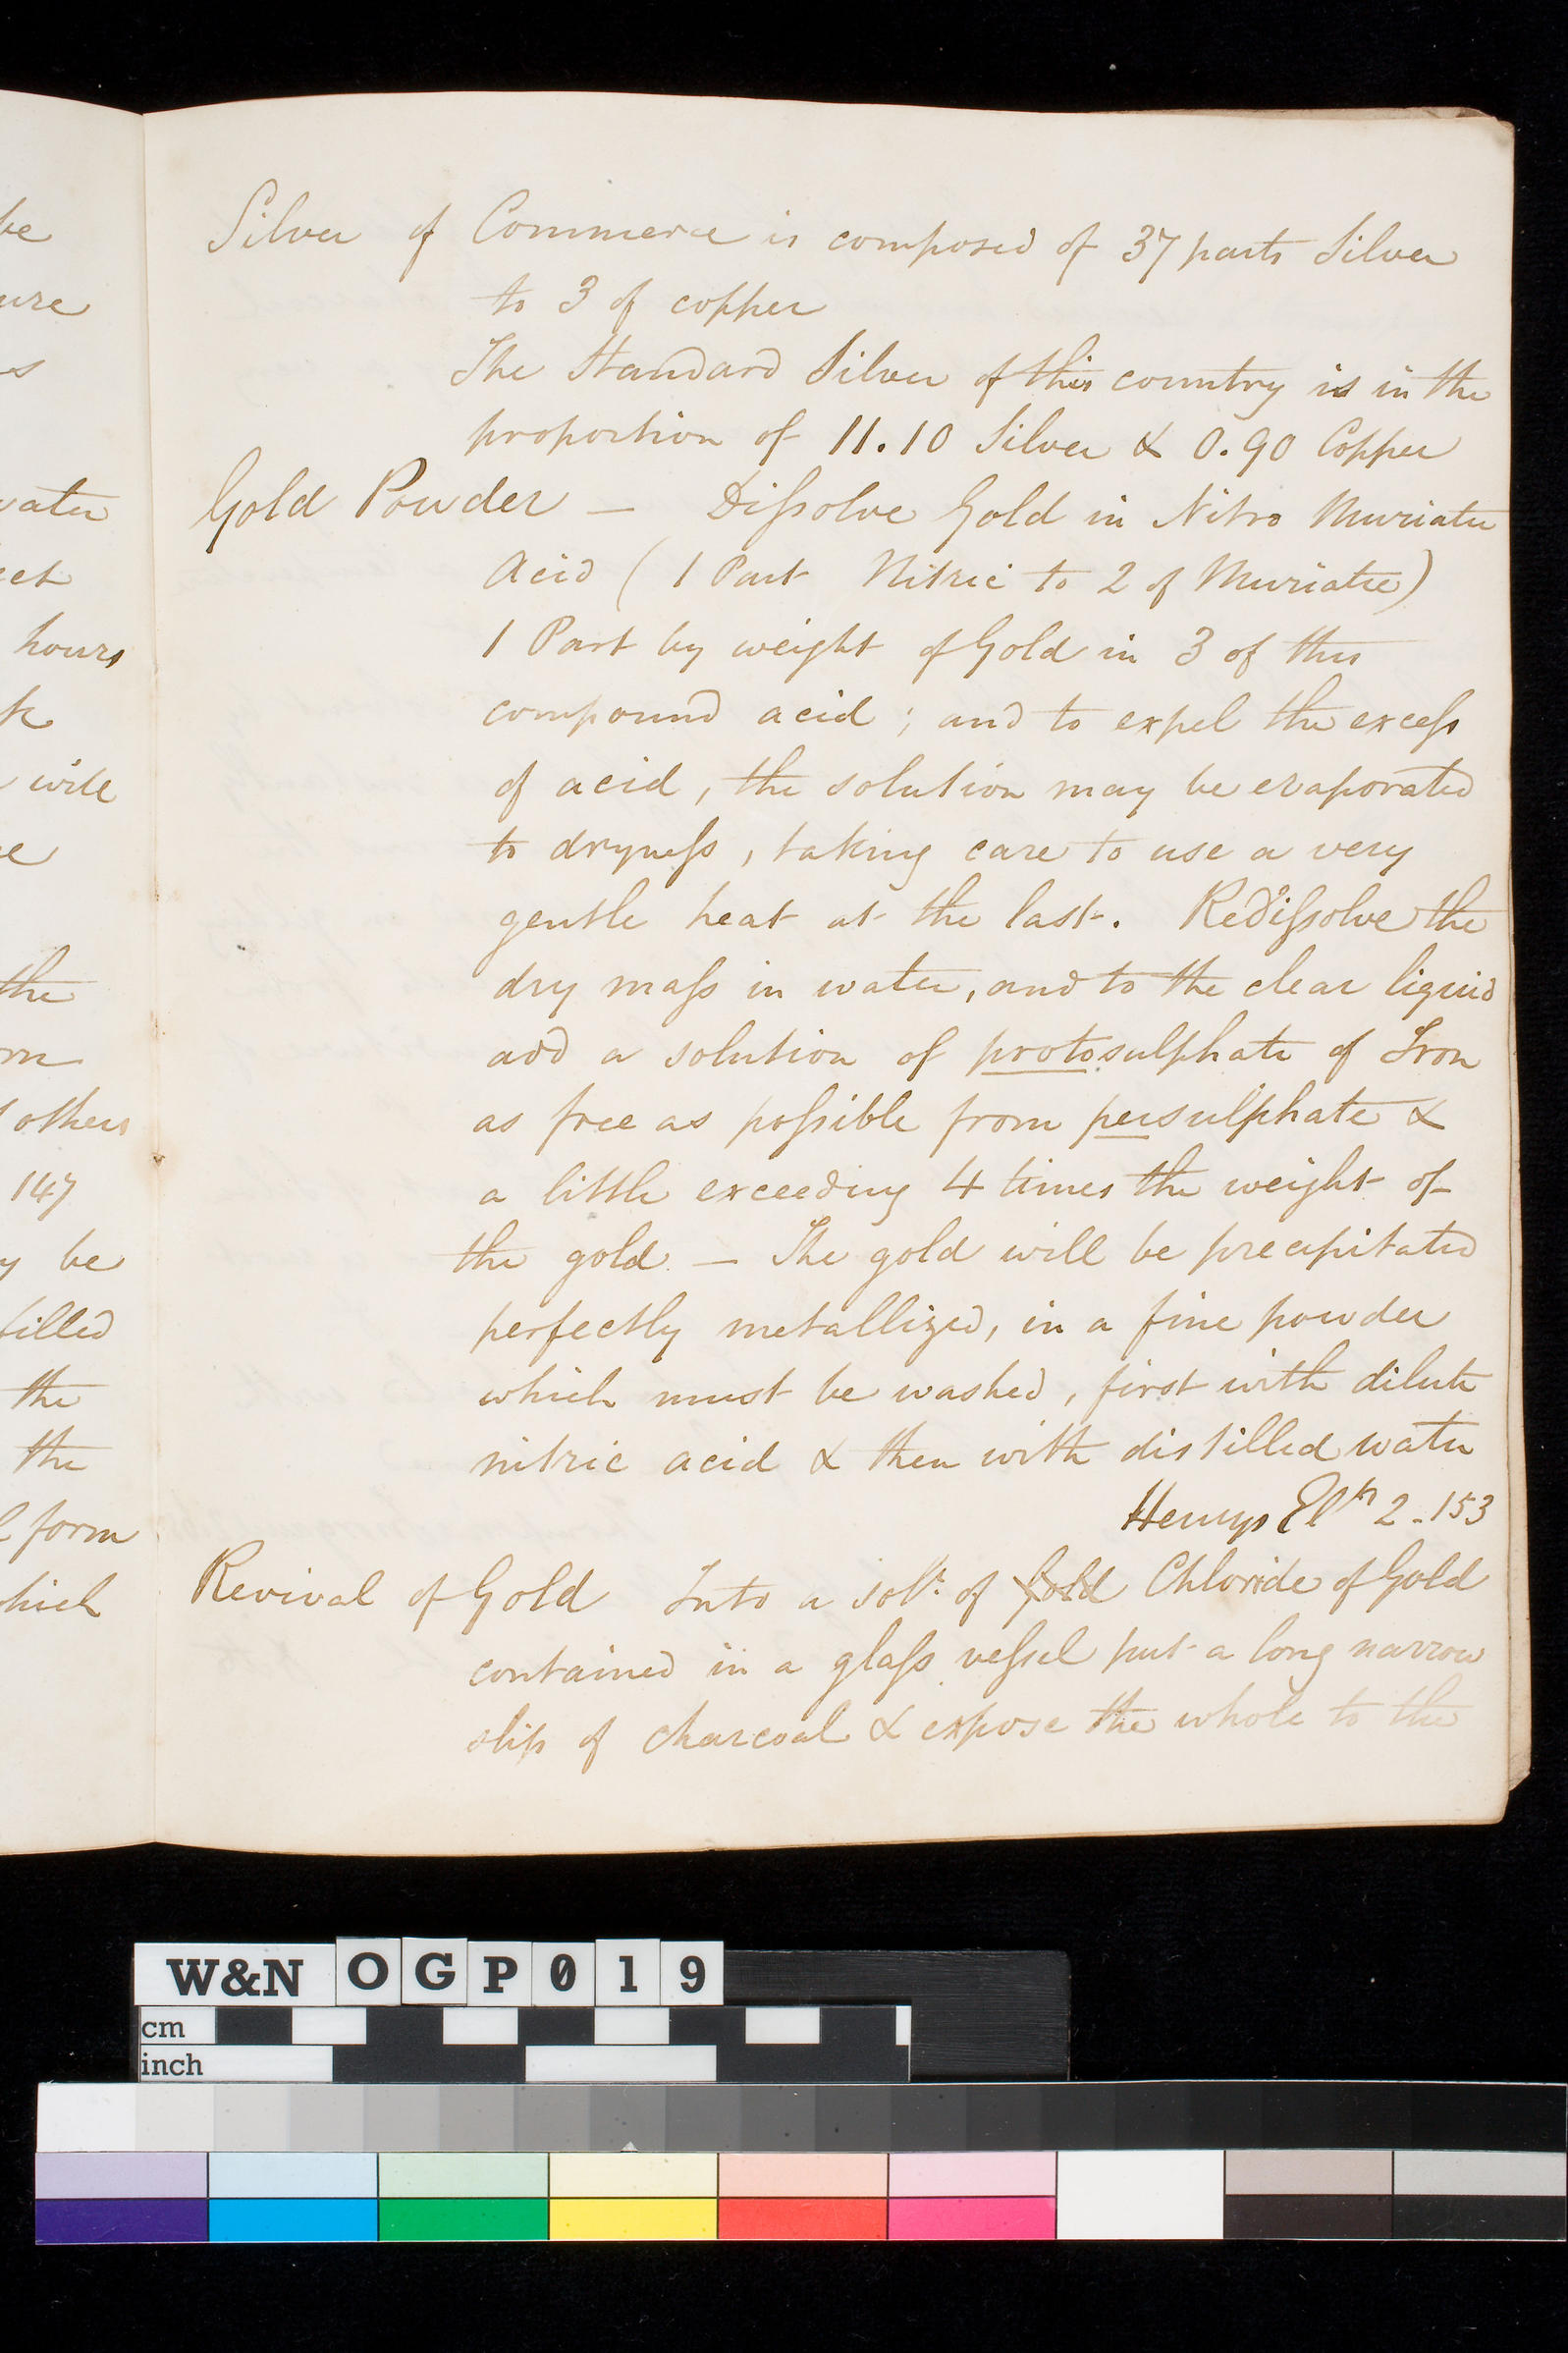 be
ure
s
vater
ect
hours
k
will
e
the
rm
others
147
y be
tilled
the
the
l form
hich
Silver of Commerce is composed of 37 parts Silver
to 3 of copper
The Standard Silver of this country is in the
proportion of 11.10 Silver & 0.90 Copper
Gold Powder — Dissolve Gold in Nitro Muriatic
Acid (1 Part Nitric to 2 of Muriatic)
1 Part by weight of Gold in 3 of this
compound acid ; and to expel the excess
of acid, the solution may be evaporated
to dryness, taking care to use a very
gentle heat at the last. Redissolve the
dry mass in water, and to the clear liquid
add a solution of protosulphate of Iron
as free as possible from persulphate &
a little exceeding 4 times the weight of
the gold — The gold will be precipitated
perfectly metallized, in a fine powder
which must be washed, first with dilute
nitric acid & then with distilled water
Henrys Elts 2-153
Revival of Gold Into a soln. of Gold Chloride of Gold
contained in a glass vessel put a long narrow
slip of charcoal & expose the whole to the
W&N OGP019
cm
inch